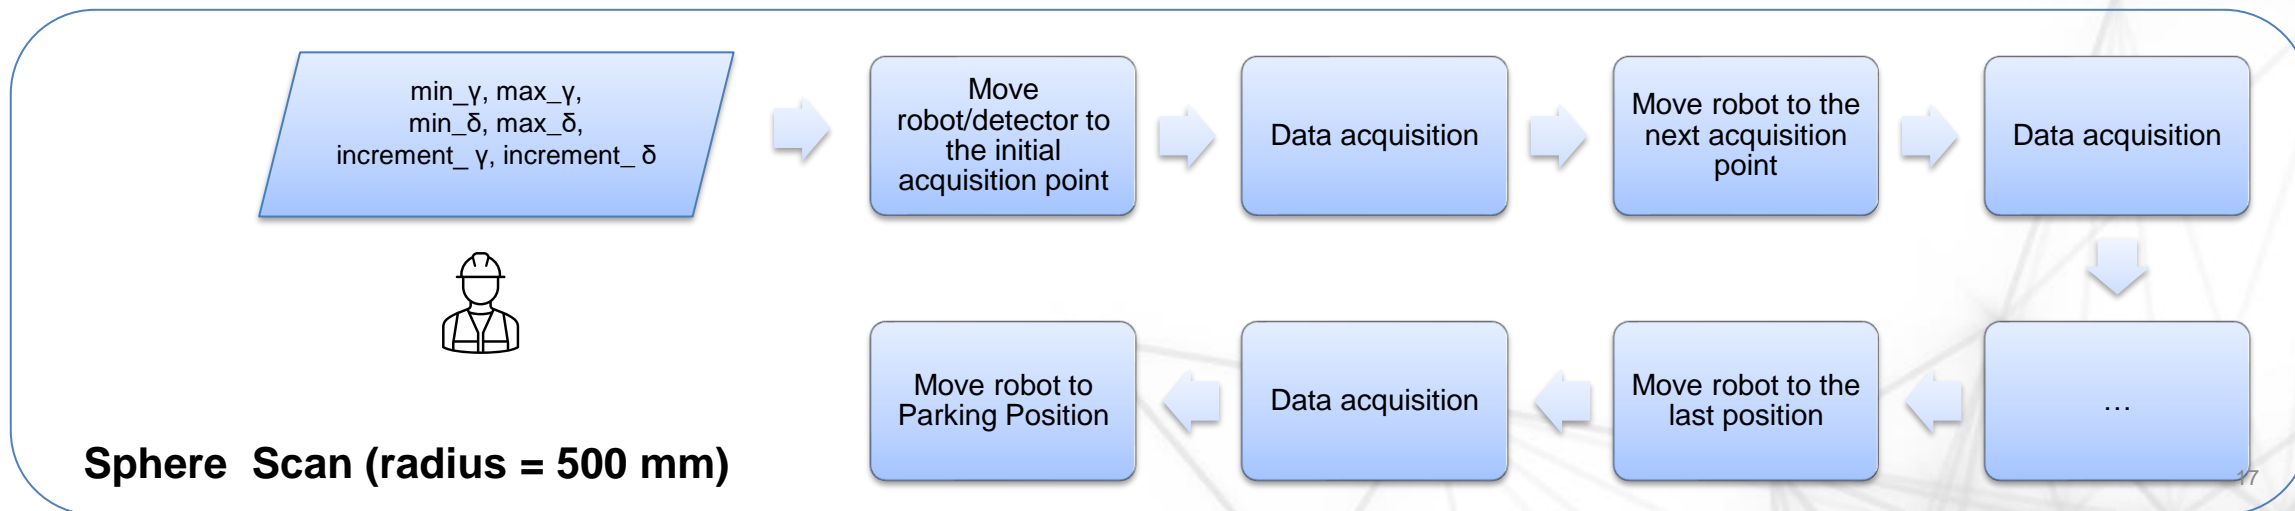 min_γ, max_γ,
min_δ, max_δ,
increment_ γ, increment_ δ
Move
robot/detector to
the initial
acquisition point
Data acquisition
Move robot to the
next acquisition
point
Data acquisition
…
Move robot to the
last position
Data acquisition
Move robot to
Parking Position
Sphere  Scan (radius = 500 mm)
17